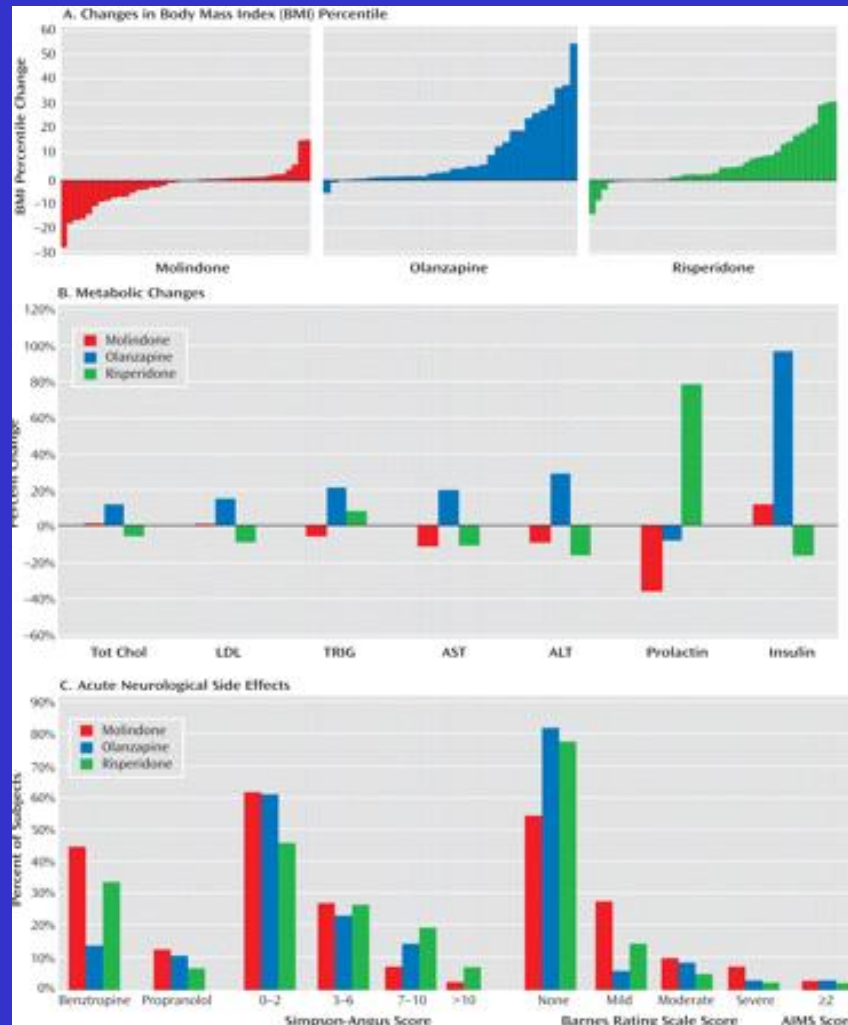 A. Changes in Body Mass Index (BMI) Percentile
BMI Percentile Change
60
50
40
30
20
10
0
-10
-20
-30
Molindone Olanzapine Risperidone
B. Metabolic Changes
Percent Change
120%
100%
80%
60%
40%
20%
0%
-20%
-40%
-60%
Molindone
Olanzapine
Risperidone
Tot Chol LDL TRIG AST ALT Prolactin Insulin
C. Acute Neurological Side Effects
Percent of Subjects
90%
80%
70%
60%
50%
40%
30%
20%
10%
0%
Molindone
Olanzapine
Risperidone
Benztropine Propranolol 0–2 3–6 7–10 >10 None Mild Moderate Severe ≥2
Simpson-Angus Score Barnes Rating Scale Score AIMS Score